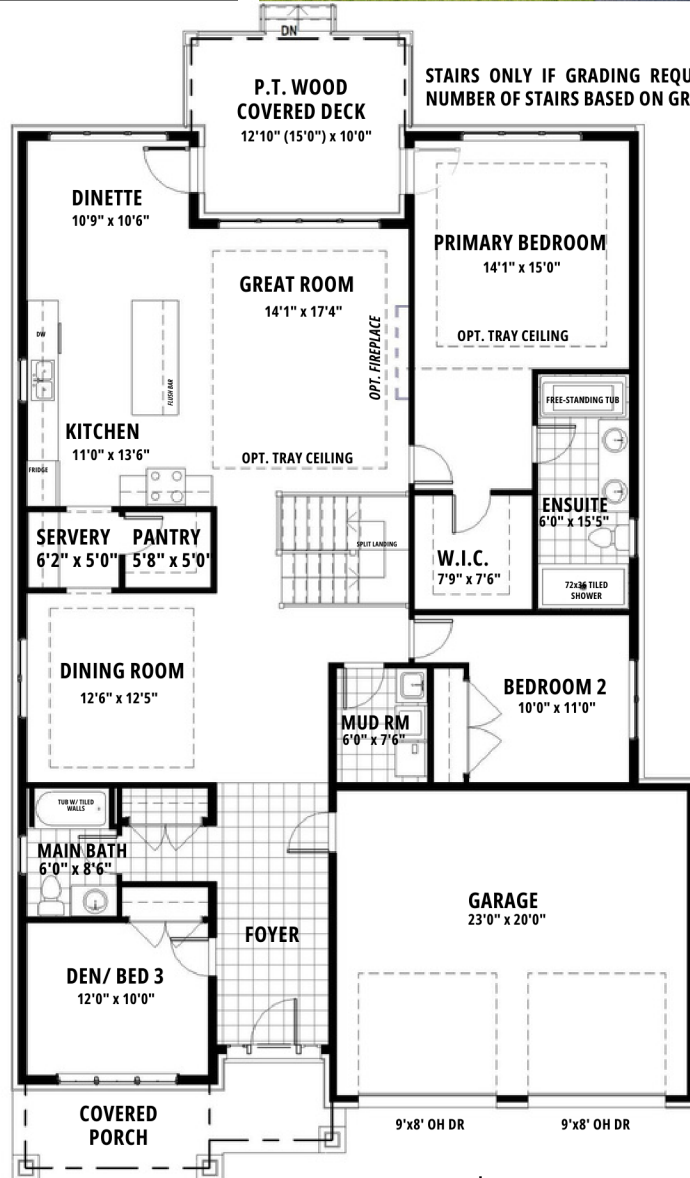 DN
STAIRS ONLY IF GRADING REQU
NUMBER OF STAIRS BASED ON GR
P.T. WOOD
COVERED DECK
12'10" (15'0") x 10'0"
DINETTE
10'9" x 10'6"
PRIMARY BEDROOM
14'1" x 15'0"
OPT. TRAY CEILING
GREAT ROOM
14'1" x 17'4"
OPT. FIREPLACE
OPT. TRAY CEILING
DW
FLUSH BAR
KITCHEN
11'0" x 13'6"
FRIDGE
FREE-STANDING TUB
ENSUITE
6'0" x 15'5"
72x36 TILED
SHOWER
SERVERY
6'2" x 5'0"
PANTRY
5'8" x 5'0"
SPLIT LANDING
W.I.C.
7'9" x 7'6"
DINING ROOM
12'6" x 12'5"
MUD RM
6'0" x 7'6"
BEDROOM 2
10'0" x 11'0"
TUB W/ TILED
WALLS
MAIN BATH
6'0" x 8'6"
FOYER
GARAGE
23'0" x 20'0"
DEN/ BED 3
12'0" x 10'0"
COVERED
PORCH
9'x8' OH DR
9'x8' OH DR